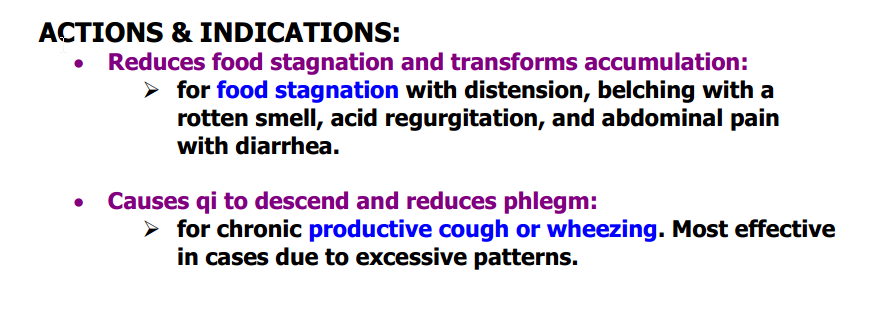 ACTIONS & INDICATIONS:
• Reduces food stagnation and transforms accumulation:
➢ for food stagnation with distension, belching with a
rotten smell, acid regurgitation, and abdominal pain
with diarrhea.
• Causes qi to descend and reduces phlegm:
➢ for chronic productive cough or wheezing. Most effective
in cases due to excessive patterns.